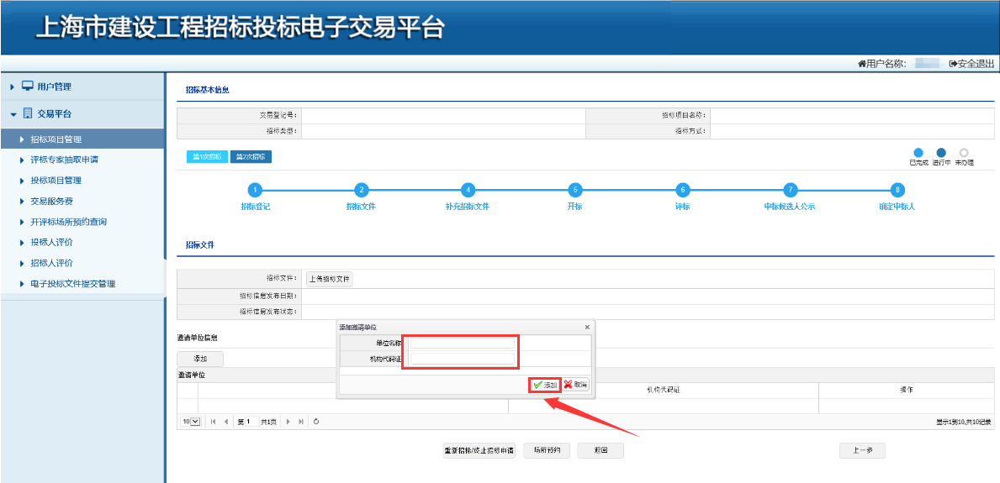 上海市建设工程招标投标电子交易平台
用户名称: 安全退出
用户管理
交易平台
招标项目管理
评标专家抽取申请
投标项目管理
交易服务费
开评标场所预约查询
投标人评价
招标人评价
电子投标文件提交管理
招标基本信息
交易登记号: 招标项目名称:
招标类型: 招标方式:
第1次招标 第2次招标
已完成 进行中 未办理
1 2 4 5 6 7 8
招标登记 招标文件 补充招标文件 开标 评标 中标候选人公示 确定中标人
招标文件
招标文件: 上传招标文件
招标信息发布日期:
招标信息发布状态:
添加邀请单位
单位名称
机构代码证
添加 取消
邀请单位信息
添加
邀请单位
机构代码证 操作
10 第 1 共1页 显示1到10,共10记录
重新招标/终止招标申请 场所预约 返回 上一步